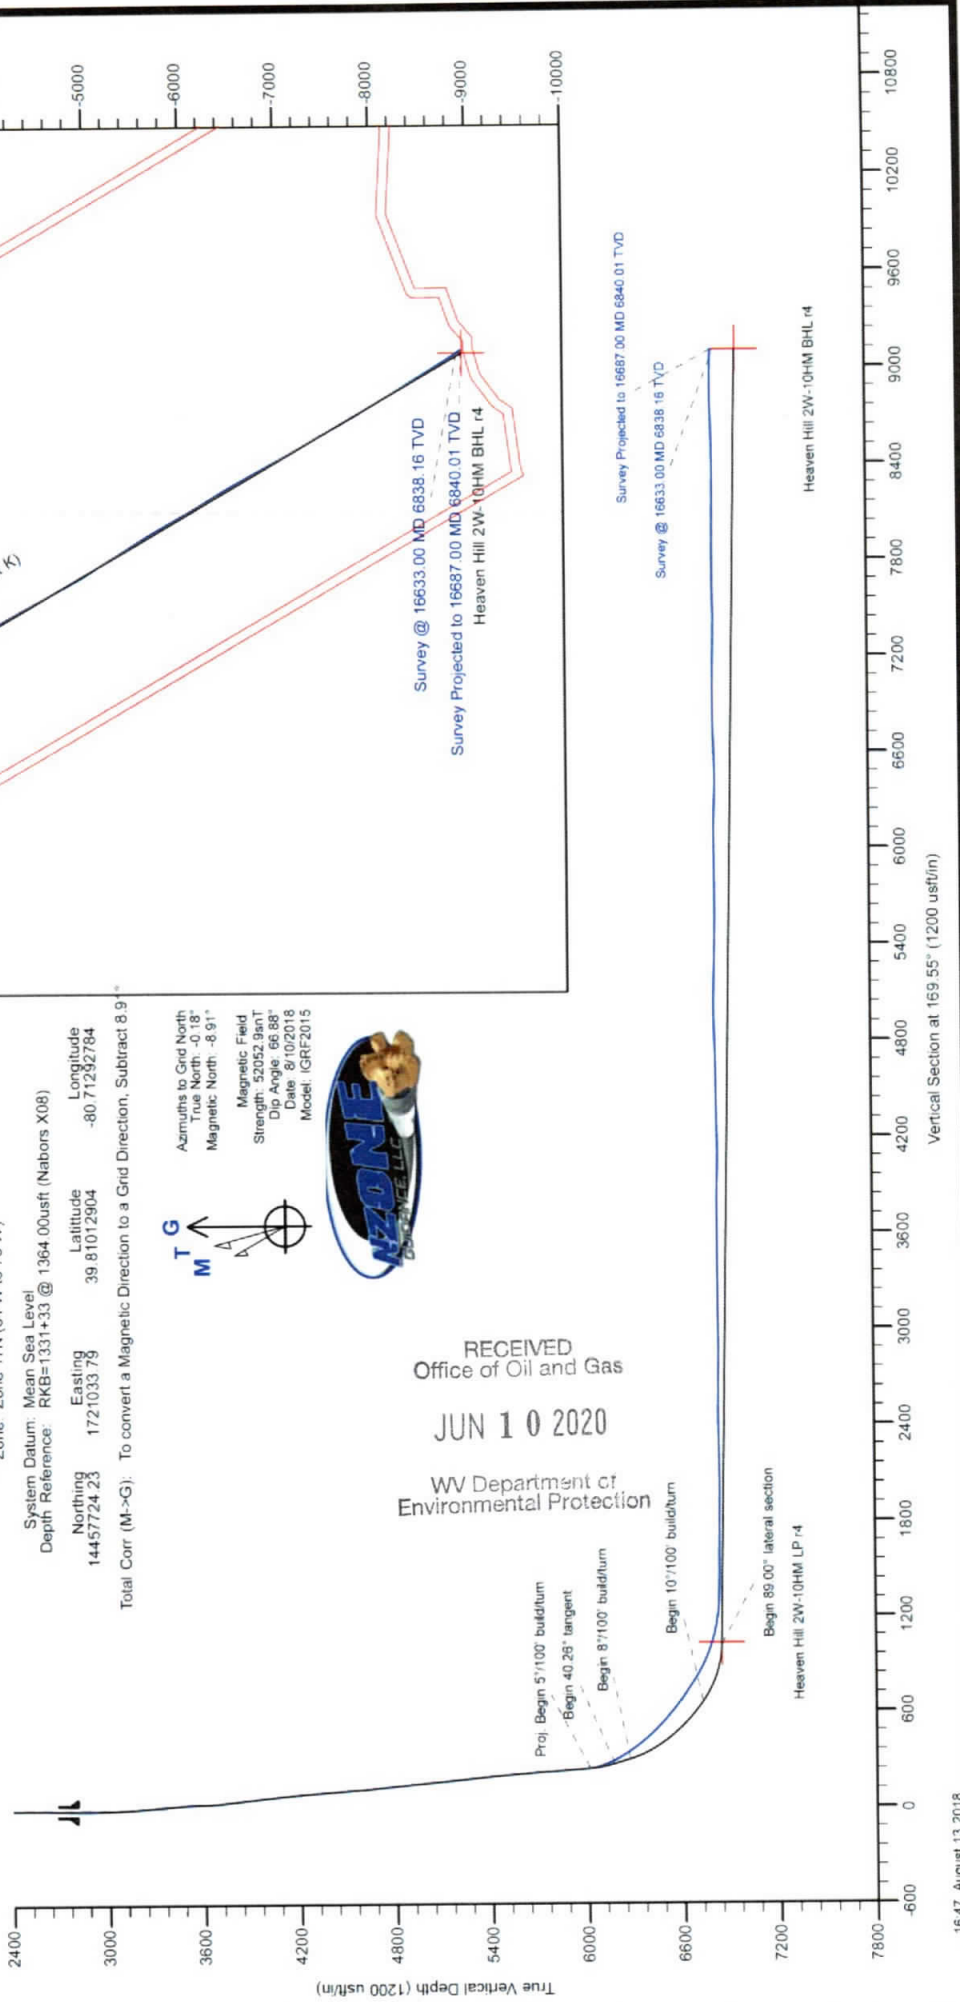 System Datum: Mean Sea Level
Depth Reference: RKB=1331+33 @ 1364.00usft (Nabors X08)
Northing Easting Latittude Longitude
14457724.23 1721033.79 39.81012904 -80.71292784
Total Corr (M->G): To convert a Magnetic Direction to a Grid Direction, Subtract 8.91°
M T G
Azimuths to Grid North
True North: -0.18°
Magnetic North: -8.91°
Magnetic Field
Strength: 52052.9snT
Dip Angle: 66.88°
Date: 8/10/2018
Model: IGRF2015
NZONE
GUIDANCE, LLC
RECEIVED
Office of Oil and Gas
JUN 10 2020
WV Department of
Environmental Protection
-5000
-6000
-7000
-8000
-9000
-10000
Survey @ 16633.00 MD 6838.16 TVD
Survey Projected to 16687.00 MD 6840.01 TVD
Heaven Hill 2W-10HM BHL r4
True Vertical Depth (1200 usft/in)
2400
3000
3600
4200
4800
5400
6000
6600
7200
7800
Proj. Begin 5°/100' build/turn
Begin 40.26° tangent
Begin 8°/100' build/turn
Begin 10°/100' build/turn
Begin 89.00° lateral section
Heaven Hill 2W-10HM LP r4
Survey Projected to 16687.00 MD 6840.01 TVD
Survey @ 16633.00 MD 6838.16 TVD
Heaven Hill 2W-10HM BHL r4
-600 0 600 1200 1800 2400 3000 3600 4200 4800 5400 6000 6600 7200 7800 8400 9000 9600 10200 10800
Vertical Section at 169.55° (1200 usft/in)
16:47, August 13 2018